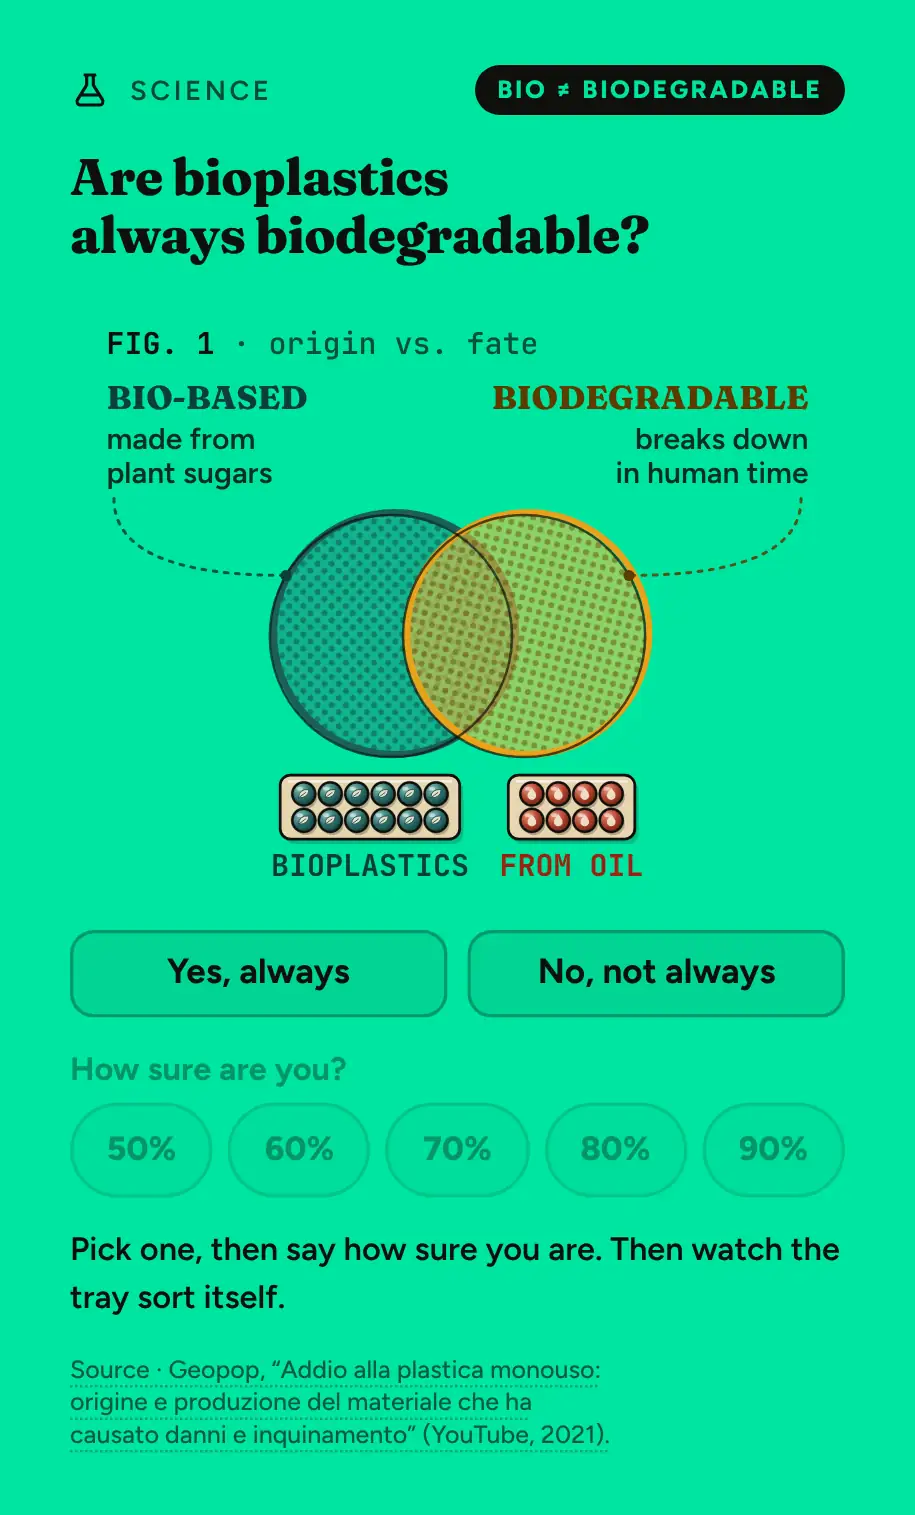 SCIENCE
BIO ≠ BIODEGRADABLE
Are bioplastics
always biodegradable?
FIG. 1 · origin vs. fate
BIO-BASED
made from
plant sugars
BIODEGRADABLE
breaks down
in human time
BIOPLASTICS
FROM OIL
Yes, always
No, not always
How sure are you?
50%
60%
70%
80%
90%
Pick one, then say how sure you are. Then watch the
tray sort itself.
Source · Geopop, “Addio alla plastica monouso:
origine e produzione del materiale che ha
causato danni e inquinamento” (YouTube, 2021).